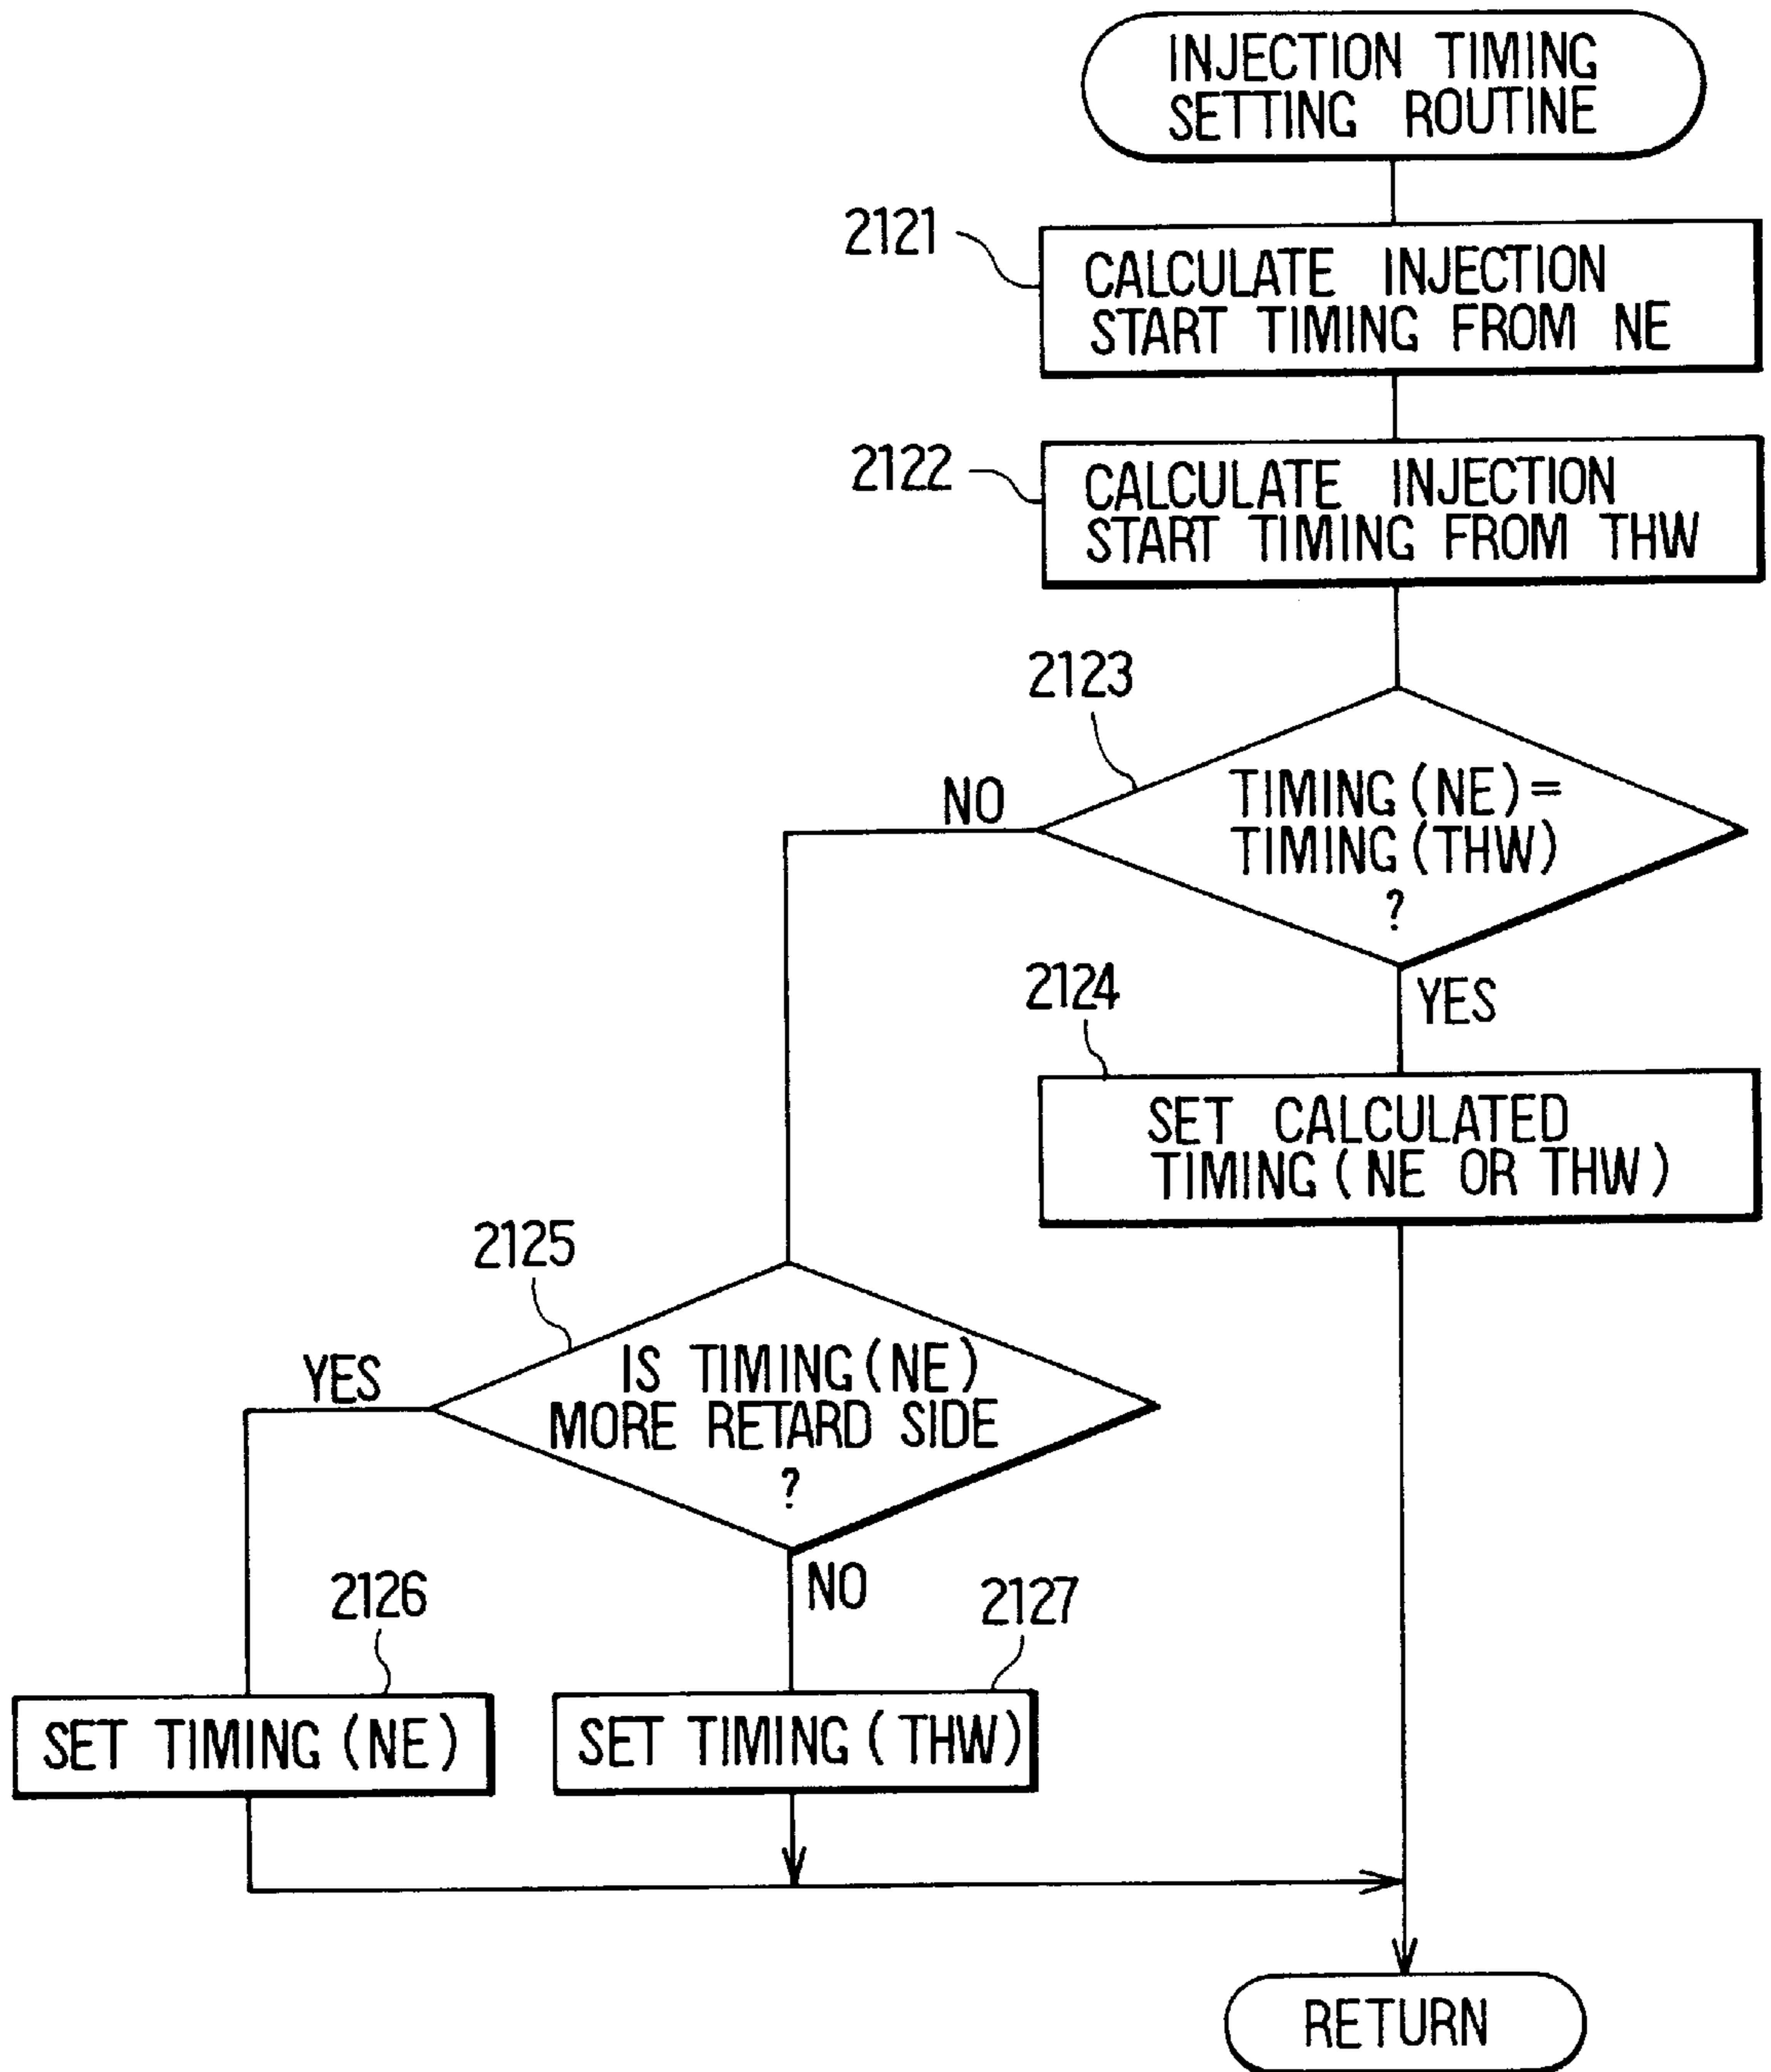 INJECTION TIMING
SETTING ROUTINE
2121
CALCULATE INJECTION
START TIMING FROM NE
2122
CALCULATE INJECTION
START TIMING FROM THW
2123
NO
TIMING (NE) =
TIMING (THW)
?
YES
2124
SET CALCULATED
TIMING (NE OR THW)
2125
YES
IS TIMING (NE)
MORE RETARD SIDE
?
NO
2126
SET TIMING (NE)
2127
SET TIMING (THW)
RETURN